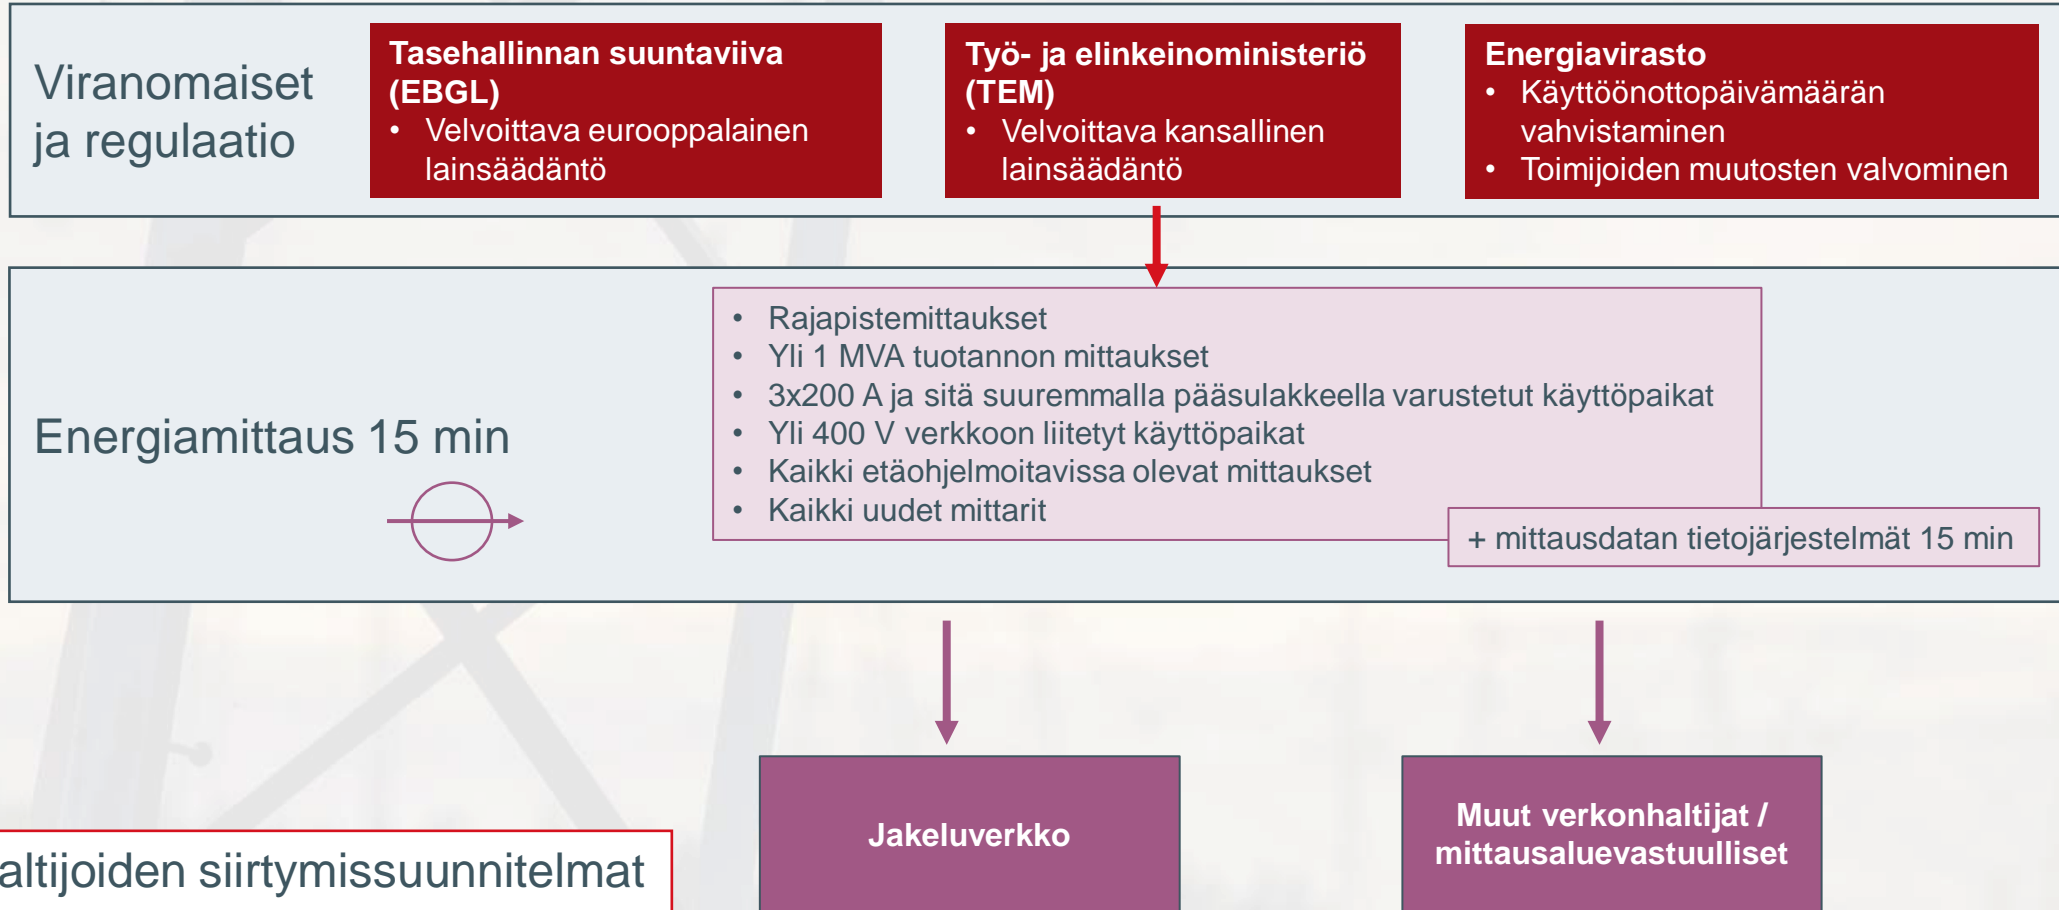 Viranomaiset
ja regulaatio
Tasehallinnan suuntaviiva
(EBGL)
• Velvoittava eurooppalainen
lainsäädäntö
Työ- ja elinkeinoministeriö
(TEM)
• Velvoittava kansallinen
lainsäädäntö
Energiavirasto
• Käyttöönottopäivämäärän
vahvistaminen
• Toimijoiden muutosten valvominen
Energiamittaus 15 min
• Rajapistemittaukset
• Yli 1 MVA tuotannon mittaukset
• 3x200 A ja sitä suuremmalla pääsulakkeella varustetut käyttöpaikat
• Yli 400 V verkkoon liitetyt käyttöpaikat
• Kaikki etäohjelmoitavissa olevat mittaukset
• Kaikki uudet mittarit
+ mittausdatan tietojärjestelmät 15 min
altijoiden siirtymissuunnitelmat
Jakeluverkko
Muut verkonhaltijat /
mittausaluevastuulliset